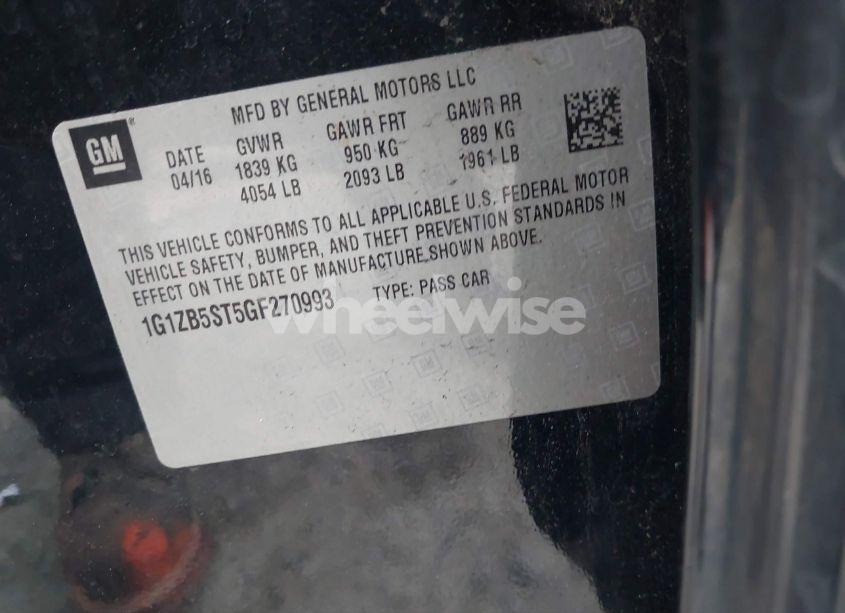 MFD BY GENERAL MOTORS LLC
GM®
DATE GVWR GAWR FRT GAWR RR
04/16 1839 KG 950 KG 889 KG
4054 LB 2093 LB 1961 LB
THIS VEHICLE CONFORMS TO ALL APPLICABLE U.S. FEDERAL MOTOR
VEHICLE SAFETY, BUMPER, AND THEFT PREVENTION STANDARDS IN
EFFECT ON THE DATE OF MANUFACTURE,SHOWN ABOVE.
1G1ZB5ST5GF270993 TYPE: PASS CAR
wheelwise